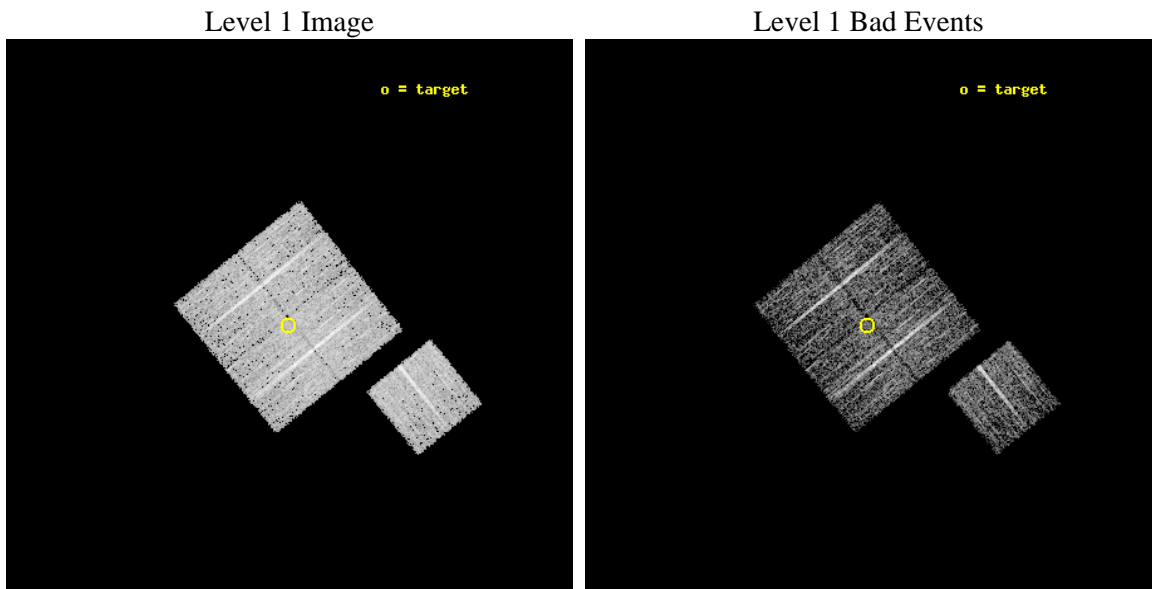 Level 1 Image
Level 1 Bad Events
o = target
o = target